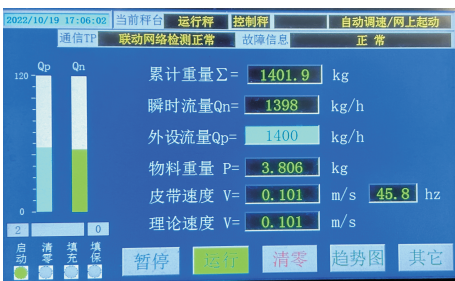 2022/10/19 17:06:02 当前秤台 运行秤 控制秤 自动调速/网上起动
通信TP 联动网络检测正常 故障信息 正 常
Qp Qn
120
0
2 0
启动 清零 填充 填保
累计重量Σ= 1401.9 kg
瞬时流量Qn= 1398 kg/h
外设流量Qp= 1400 kg/h
物料重量 P= 3.806 kg
皮带速度 V= 0.101 m/s 45.8 hz
理论速度 V= 0.101 m/s
暂停 运行 清零 趋势图 其它